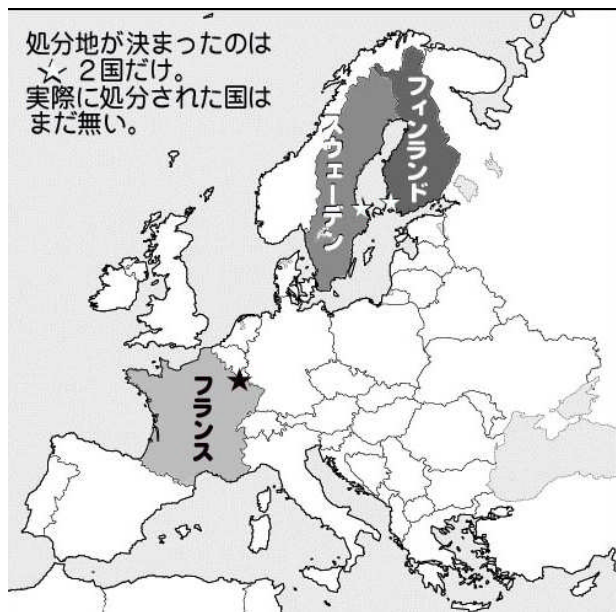 処分地が決まったのは
☆２国だけ。
実際に処分された国は
まだ無い。
フィンランド
スウェーデン
フランス